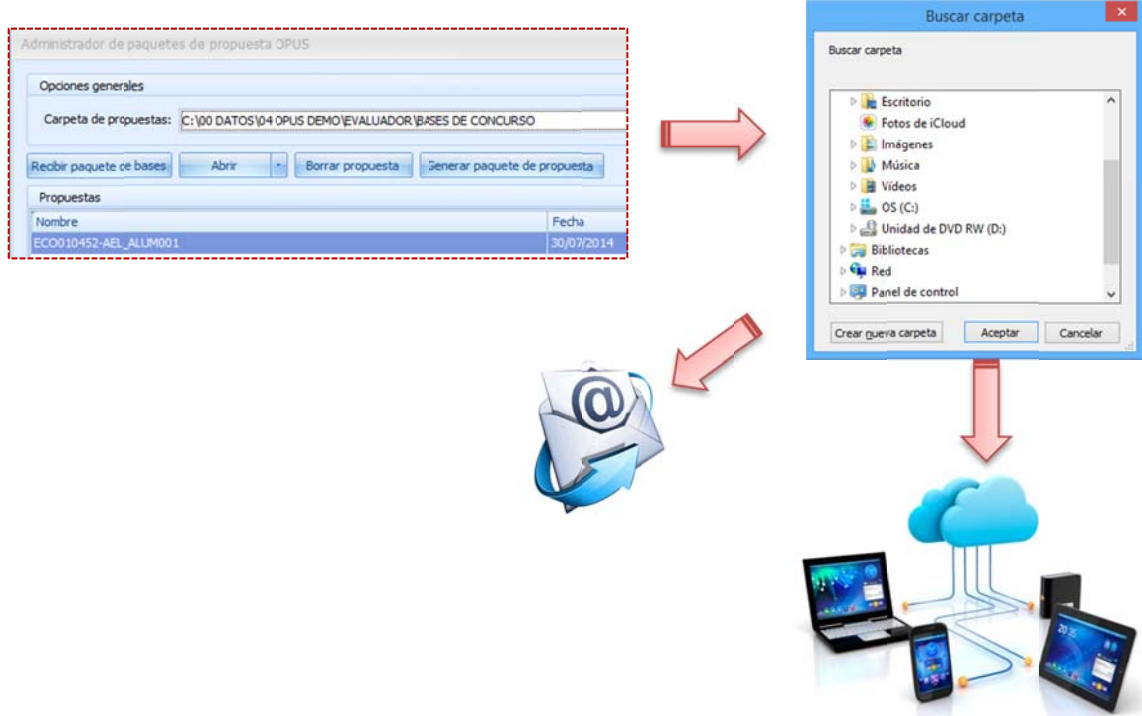 Administrador de paquetes de propuesta OPUS
Opciones generales
Carpeta de propuestas: C:\00 DATOS\04 OPUS DEMO\EVALUADOR\BASES DE CONCURSO
Recibir paquete de bases Abrir Borrar propuesta Generar paquete de propuesta
Propuestas
Nombre Fecha
ECO010452-AEL_ALUM001 30/07/2014
Buscar carpeta
Buscar carpeta
Escritorio
Fotos de iCloud
Imágenes
Música
Vídeos
OS (C:)
Unidad de DVD RW (D:)
Bibliotecas
Red
Panel de control
Crear nueva carpeta Aceptar Cancelar
@
20:35